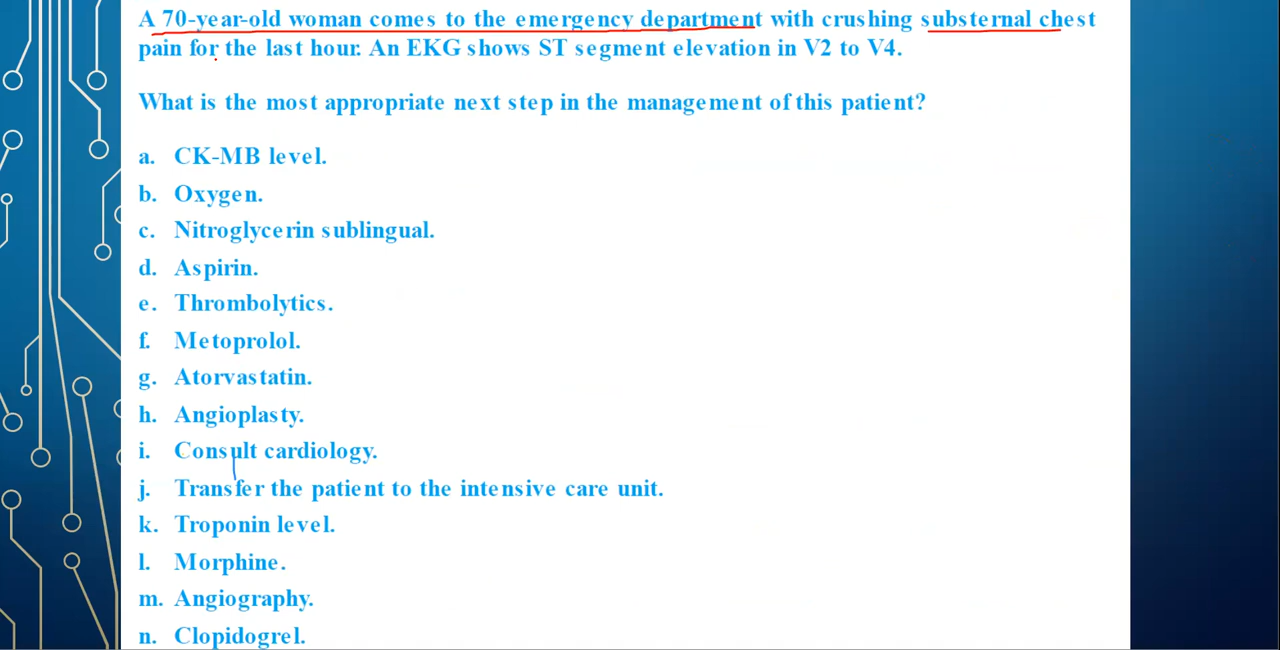 A 70-year-old woman comes to the emergency department with crushing substernal chest
pain for the last hour. An EKG shows ST segment elevation in V2 to V4.
What is the most appropriate next step in the management of this patient?
a. CK-MB level.
b. Oxygen.
c. Nitroglycerin sublingual.
d. Aspirin.
e. Thrombolytics.
f. Metoprolol.
g. Atorvastatin.
h. Angioplasty.
i. Consult cardiology.
j. Transfer the patient to the intensive care unit.
k. Troponin level.
l. Morphine.
m. Angiography.
n. Clopidogrel.